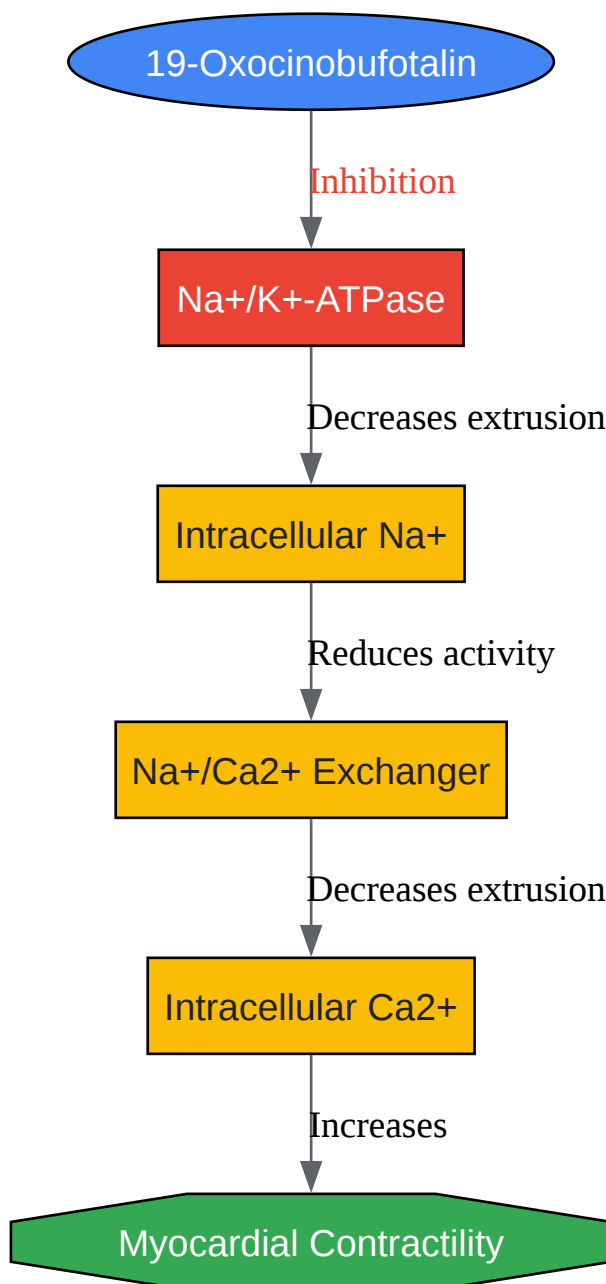 19-Oxocinobufotalin
Inhibition
Na+/K+-ATPase
Decreases extrusion
Intracellular Na+
Reduces activity
Na+/Ca2+ Exchanger
Decreases extrusion
Intracellular Ca2+
Increases
Myocardial Contractility